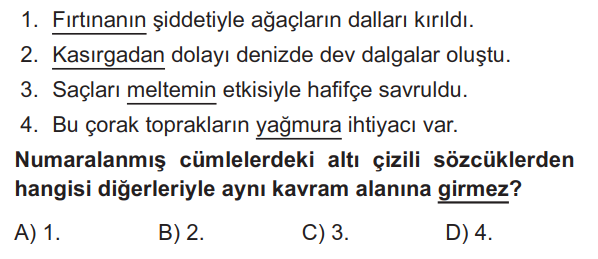 1. Fırtınanın şiddetiyle ağaçların dalları kırıldı.
2. Kasırgadan dolayı denizde dev dalgalar oluştu.
3. Saçları meltemin etkisiyle hafifçe savruldu.
4. Bu çorak toprakların yağmura ihtiyacı var.
Numaralanmış cümlelerdeki altı çizili sözcüklerden
hangisi diğerleriyle aynı kavram alanına girmez?
A) 1. B) 2. C) 3. D) 4.